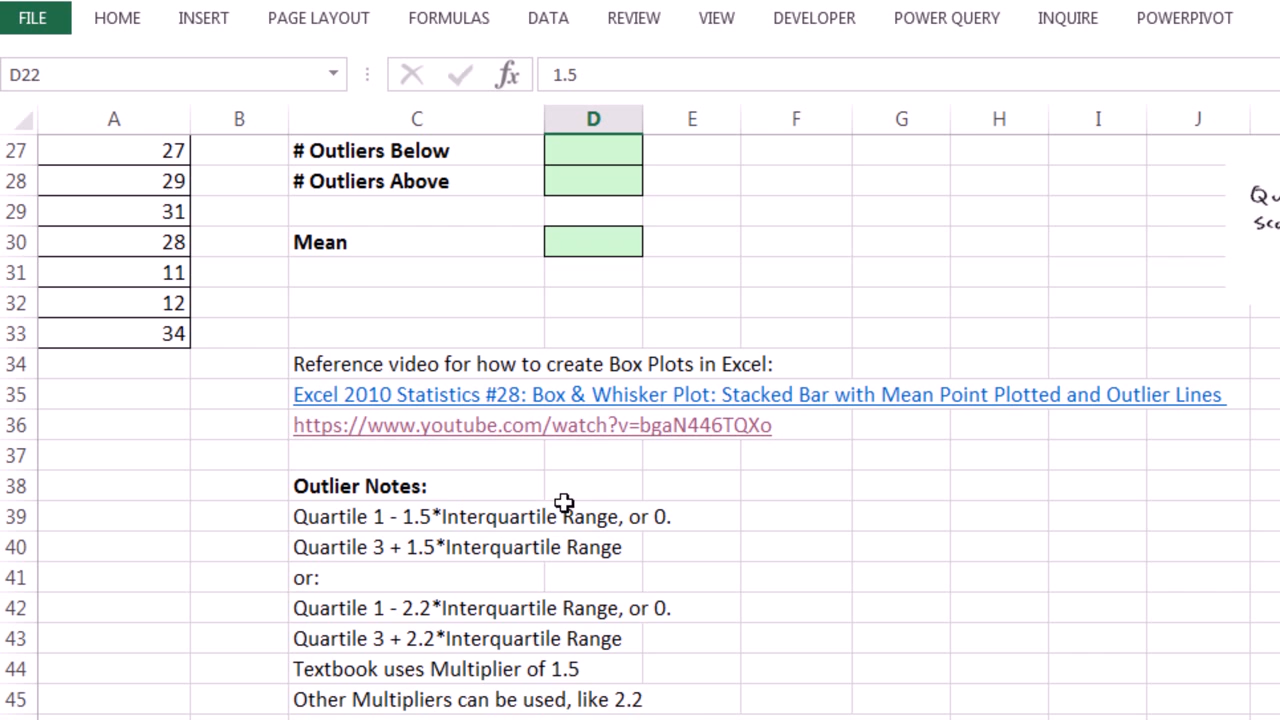 FILE HOME INSERT PAGE LAYOUT FORMULAS DATA REVIEW VIEW DEVELOPER POWER QUERY INQUIRE POWERPIVOT
D22 fx 1.5
A B C D E F G H I J
27 27 # Outliers Below
28 29 # Outliers Above
29 31
30 28 Mean
31 11
32 12
33 34
34 Reference video for how to create Box Plots in Excel:
35 Excel 2010 Statistics #28: Box & Whisker Plot: Stacked Bar with Mean Point Plotted and Outlier Lines
36 https://www.youtube.com/watch?v=bgaN446TQXo
37
38 Outlier Notes:
39 Quartile 1 - 1.5*Interquartile Range, or 0.
40 Quartile 3 + 1.5*Interquartile Range
41 or:
42 Quartile 1 - 2.2*Interquartile Range, or 0.
43 Quartile 3 + 2.2*Interquartile Range
44 Textbook uses Multiplier of 1.5
45 Other Multipliers can be used, like 2.2